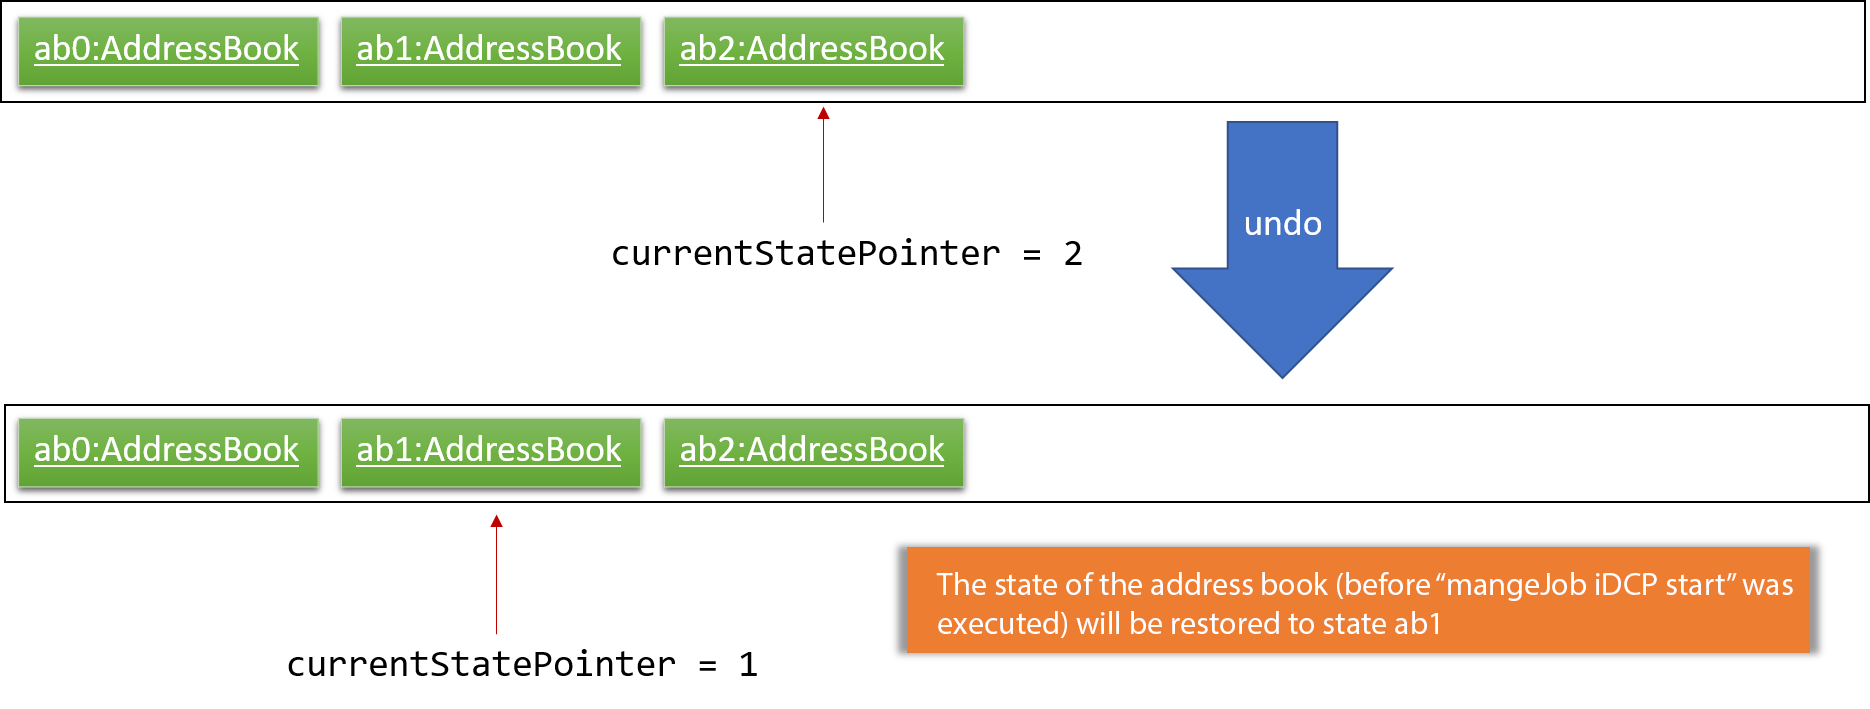 ab0:AddressBook ab1:AddressBook ab2:AddressBook
undo
currentStatePointer = 2
ab0:AddressBook ab1:AddressBook ab2:AddressBook
The state of the address book (before “mangeJob iDCP start” was
executed) will be restored to state ab1
currentStatePointer = 1